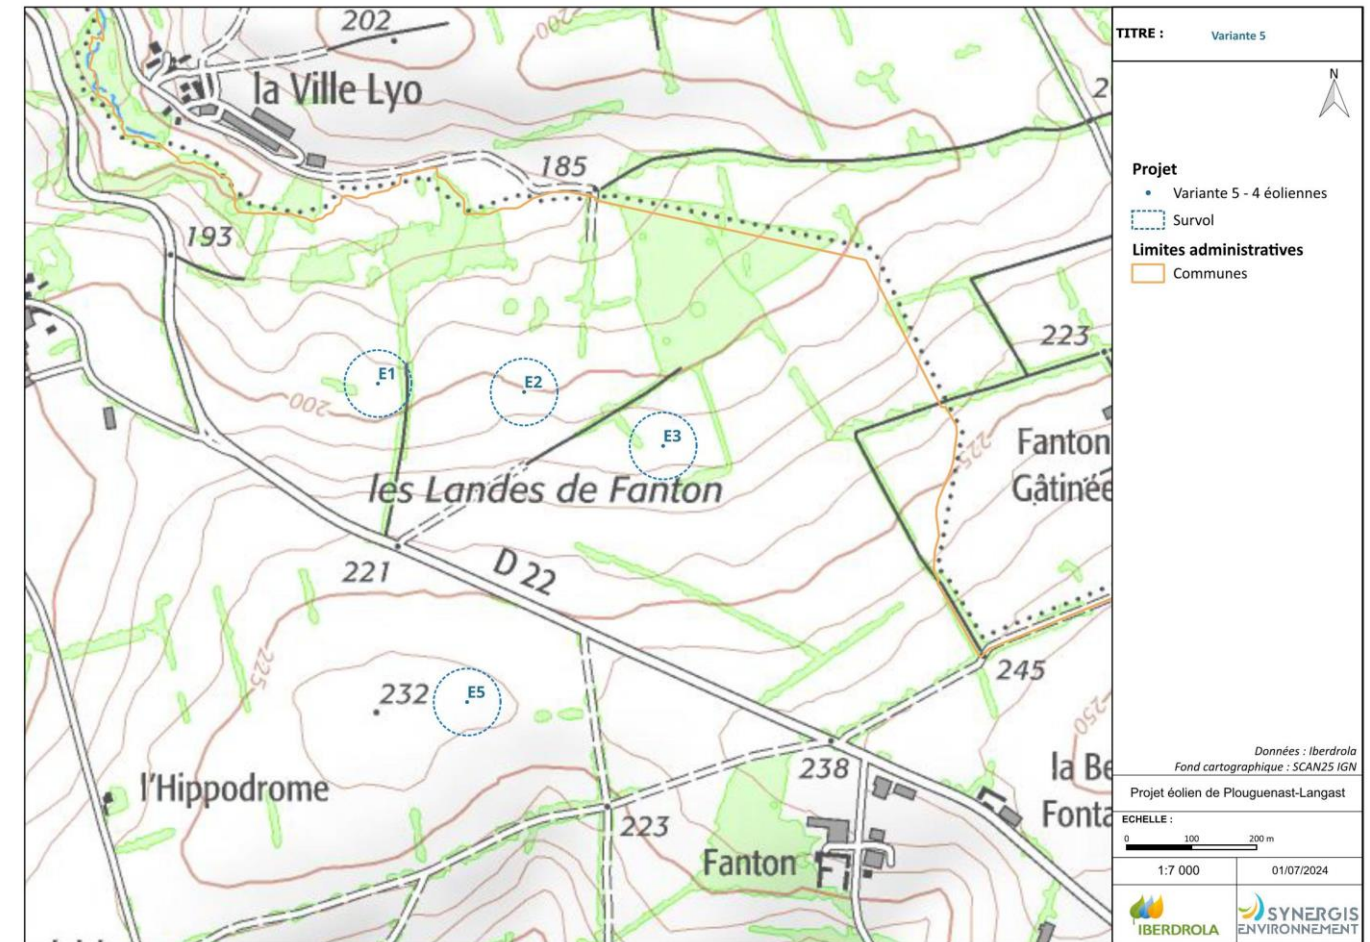 202
la Ville Lyo
200
185
193
200
E1
E2
E3
223
225
Fanton
Gâtinée
les Landes de Fanton
221
D 22
225
232
E5
245
250
l'Hippodrome
238
la Be
Fonta
223
Fanton
TITRE :
Variante 5
N
Projet
Variante 5 - 4 éoliennes
Survol
Limites administratives
Communes
Données : Iberdrola
Fond cartographique : SCAN25 IGN
Projet éolien de Plouguenast-Langast
ECHELLE :
0 100 200 m
1:7 000
01/07/2024
IBERDROLA
SYNERGIS
ENVIRONNEMENT